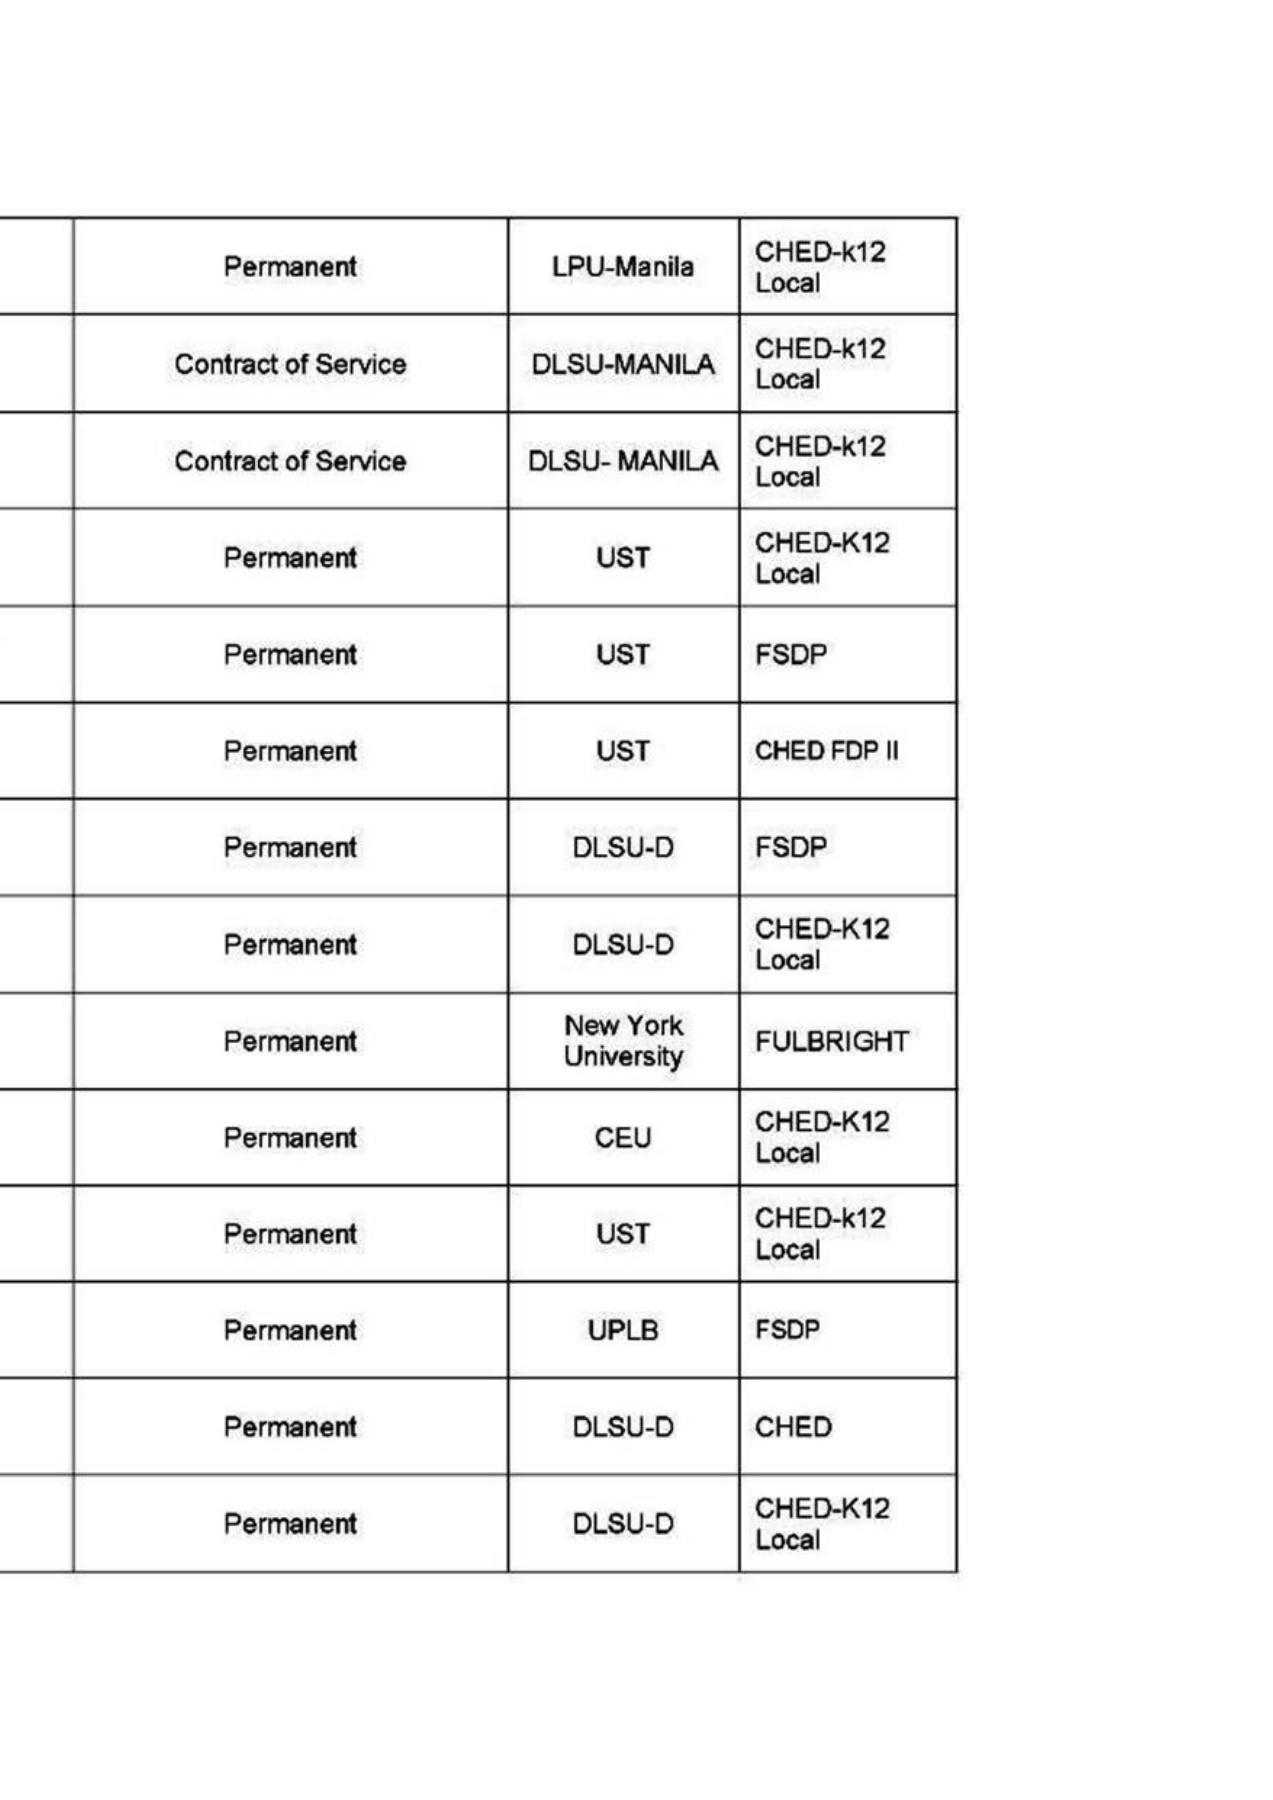 Permanent LPU-Manila CHED-k12
Local
Contract of Service DLSU-MANILA CHED-k12
Local
Contract of Service DLSU- MANILA CHED-k12
Local
Permanent UST CHED-K12
Local
Permanent UST FSDP
Permanent UST CHED FDP II
Permanent DLSU-D FSDP
Permanent DLSU-D CHED-K12
Local
Permanent New York
University FULBRIGHT
Permanent CEU CHED-K12
Local
Permanent UST CHED-k12
Local
Permanent UPLB FSDP
Permanent DLSU-D CHED
Permanent DLSU-D CHED-K12
Local